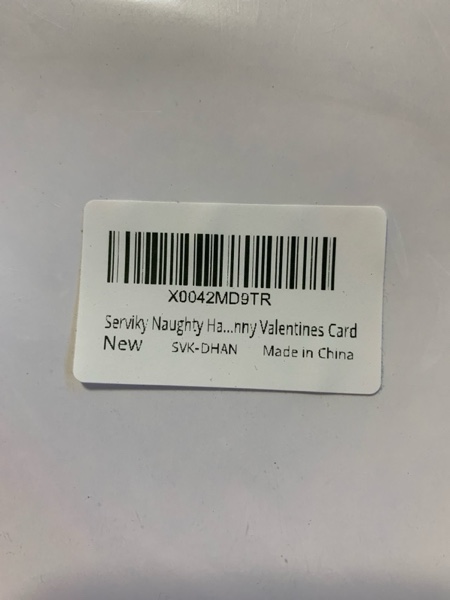 X0042MD9TR
Serviky Naughty Ha...nny Valentines Card
New SVK-DHAN Made in China